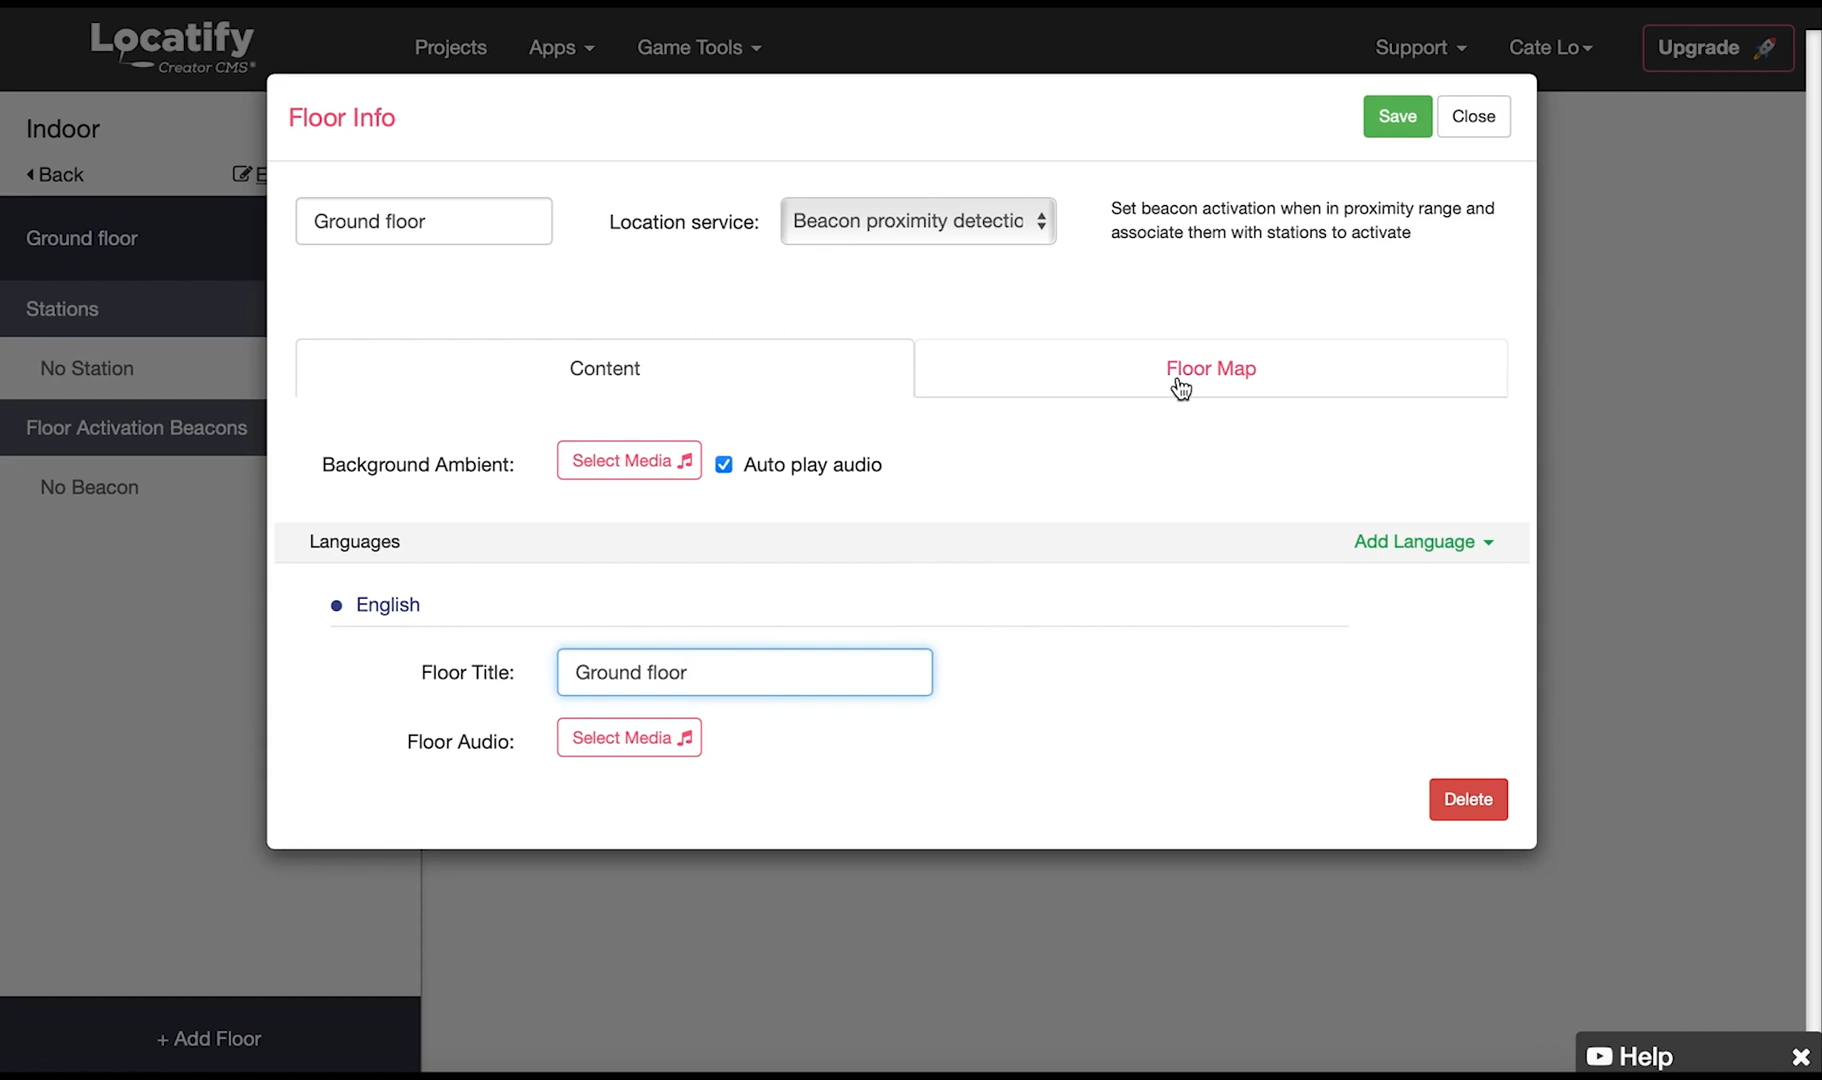 Locatify
Creator CMS®
Projects
Apps
Game Tools
Support
Cate Lo
Upgrade
Indoor
Back
Floor Info
Save
Close
Ground floor
Location service:
Beacon proximity detectio
Set beacon activation when in proximity range and
associate them with stations to activate
Ground floor
Stations
No Station
Floor Activation Beacons
No Beacon
Content
Floor Map
Background Ambient:
Select Media
Auto play audio
Languages
Add Language
English
Floor Title:
Ground floor
Floor Audio:
Select Media
Delete
+ Add Floor
Help